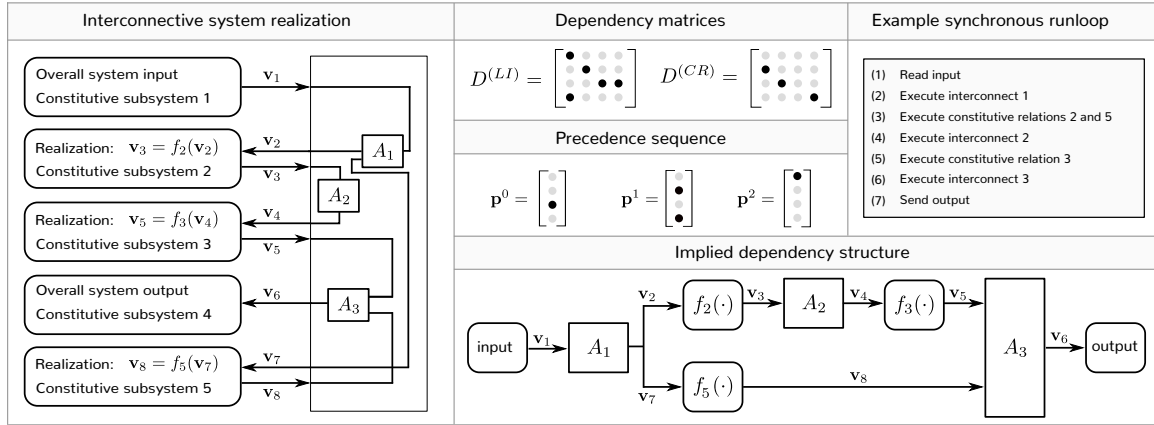 Interconnective system realization
Overall system input
Constitutive subsystem 1
v₁
Realization: v₃ = f₂(v₂)
Constitutive subsystem 2
v₂
v₃
A₁
A₂
Realization: v₅ = f₃(v₄)
Constitutive subsystem 3
v₄
v₅
Overall system output
Constitutive subsystem 4
v₆
A₃
Realization: v₈ = f₅(v₇)
Constitutive subsystem 5
v₇
v₈
Dependency matrices
D⁽ᴸᴵ⁾ =
D⁽ᶜᴿ⁾ =
Precedence sequence
p⁰ =
p¹ =
p² =
Example synchronous runloop
(1) Read input
(2) Execute interconnect 1
(3) Execute constitutive relations 2 and 5
(4) Execute interconnect 2
(5) Execute constitutive relation 3
(6) Execute interconnect 3
(7) Send output
Implied dependency structure
input
v₁
A₁
v₂
f₂(·)
v₃
A₂
v₄
f₃(·)
v₅
v₇
f₅(·)
v₈
A₃
v₆
output